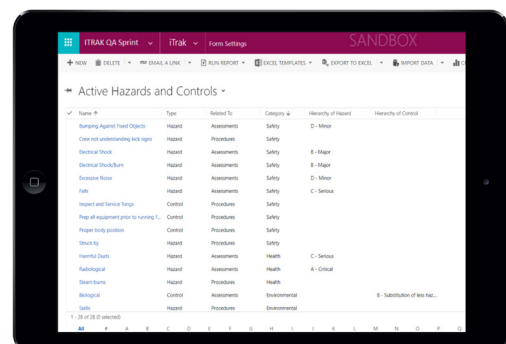 ITRAK QA Sprint iTrak Form Settings SANDBOX
+ NEW DELETE EMAIL A LINK RUN REPORT EXCEL TEMPLATES EXPORT TO EXCEL IMPORT DATA
Active Hazards and Controls
Name Type Related To Category Hierarchy of Hazard Hierarchy of Control
Bumping Against Fixed Objects Hazard Assessments Safety D - Minor
Crew not understanding kick signs Hazard Procedures Safety
Electrical Shock Hazard Assessments Safety B - Major
Electrical Shock/Burn Hazard Assessments Safety B - Major
Excessive Noise Hazard Assessments Safety D - Minor
Falls Hazard Assessments Safety C - Serious
Inspect and Service Tongs Control Procedures Safety
Prep all equipment prior to running Control Procedures Safety
Proper body position Control Procedures Safety
Struck by Hazard Procedures Safety
Harmful Dusts Hazard Assessments Health C - Serious
Radiological Hazard Assessments Health A - Critical
Steam burns Hazard Procedures Health
Biological Control Assessments Environmental B - Substitution of less haz...
Hazard Procedures Environmental
1 - 28 of 28 (0 selected)
All # A B C D E F G H I J K L M N O P Q